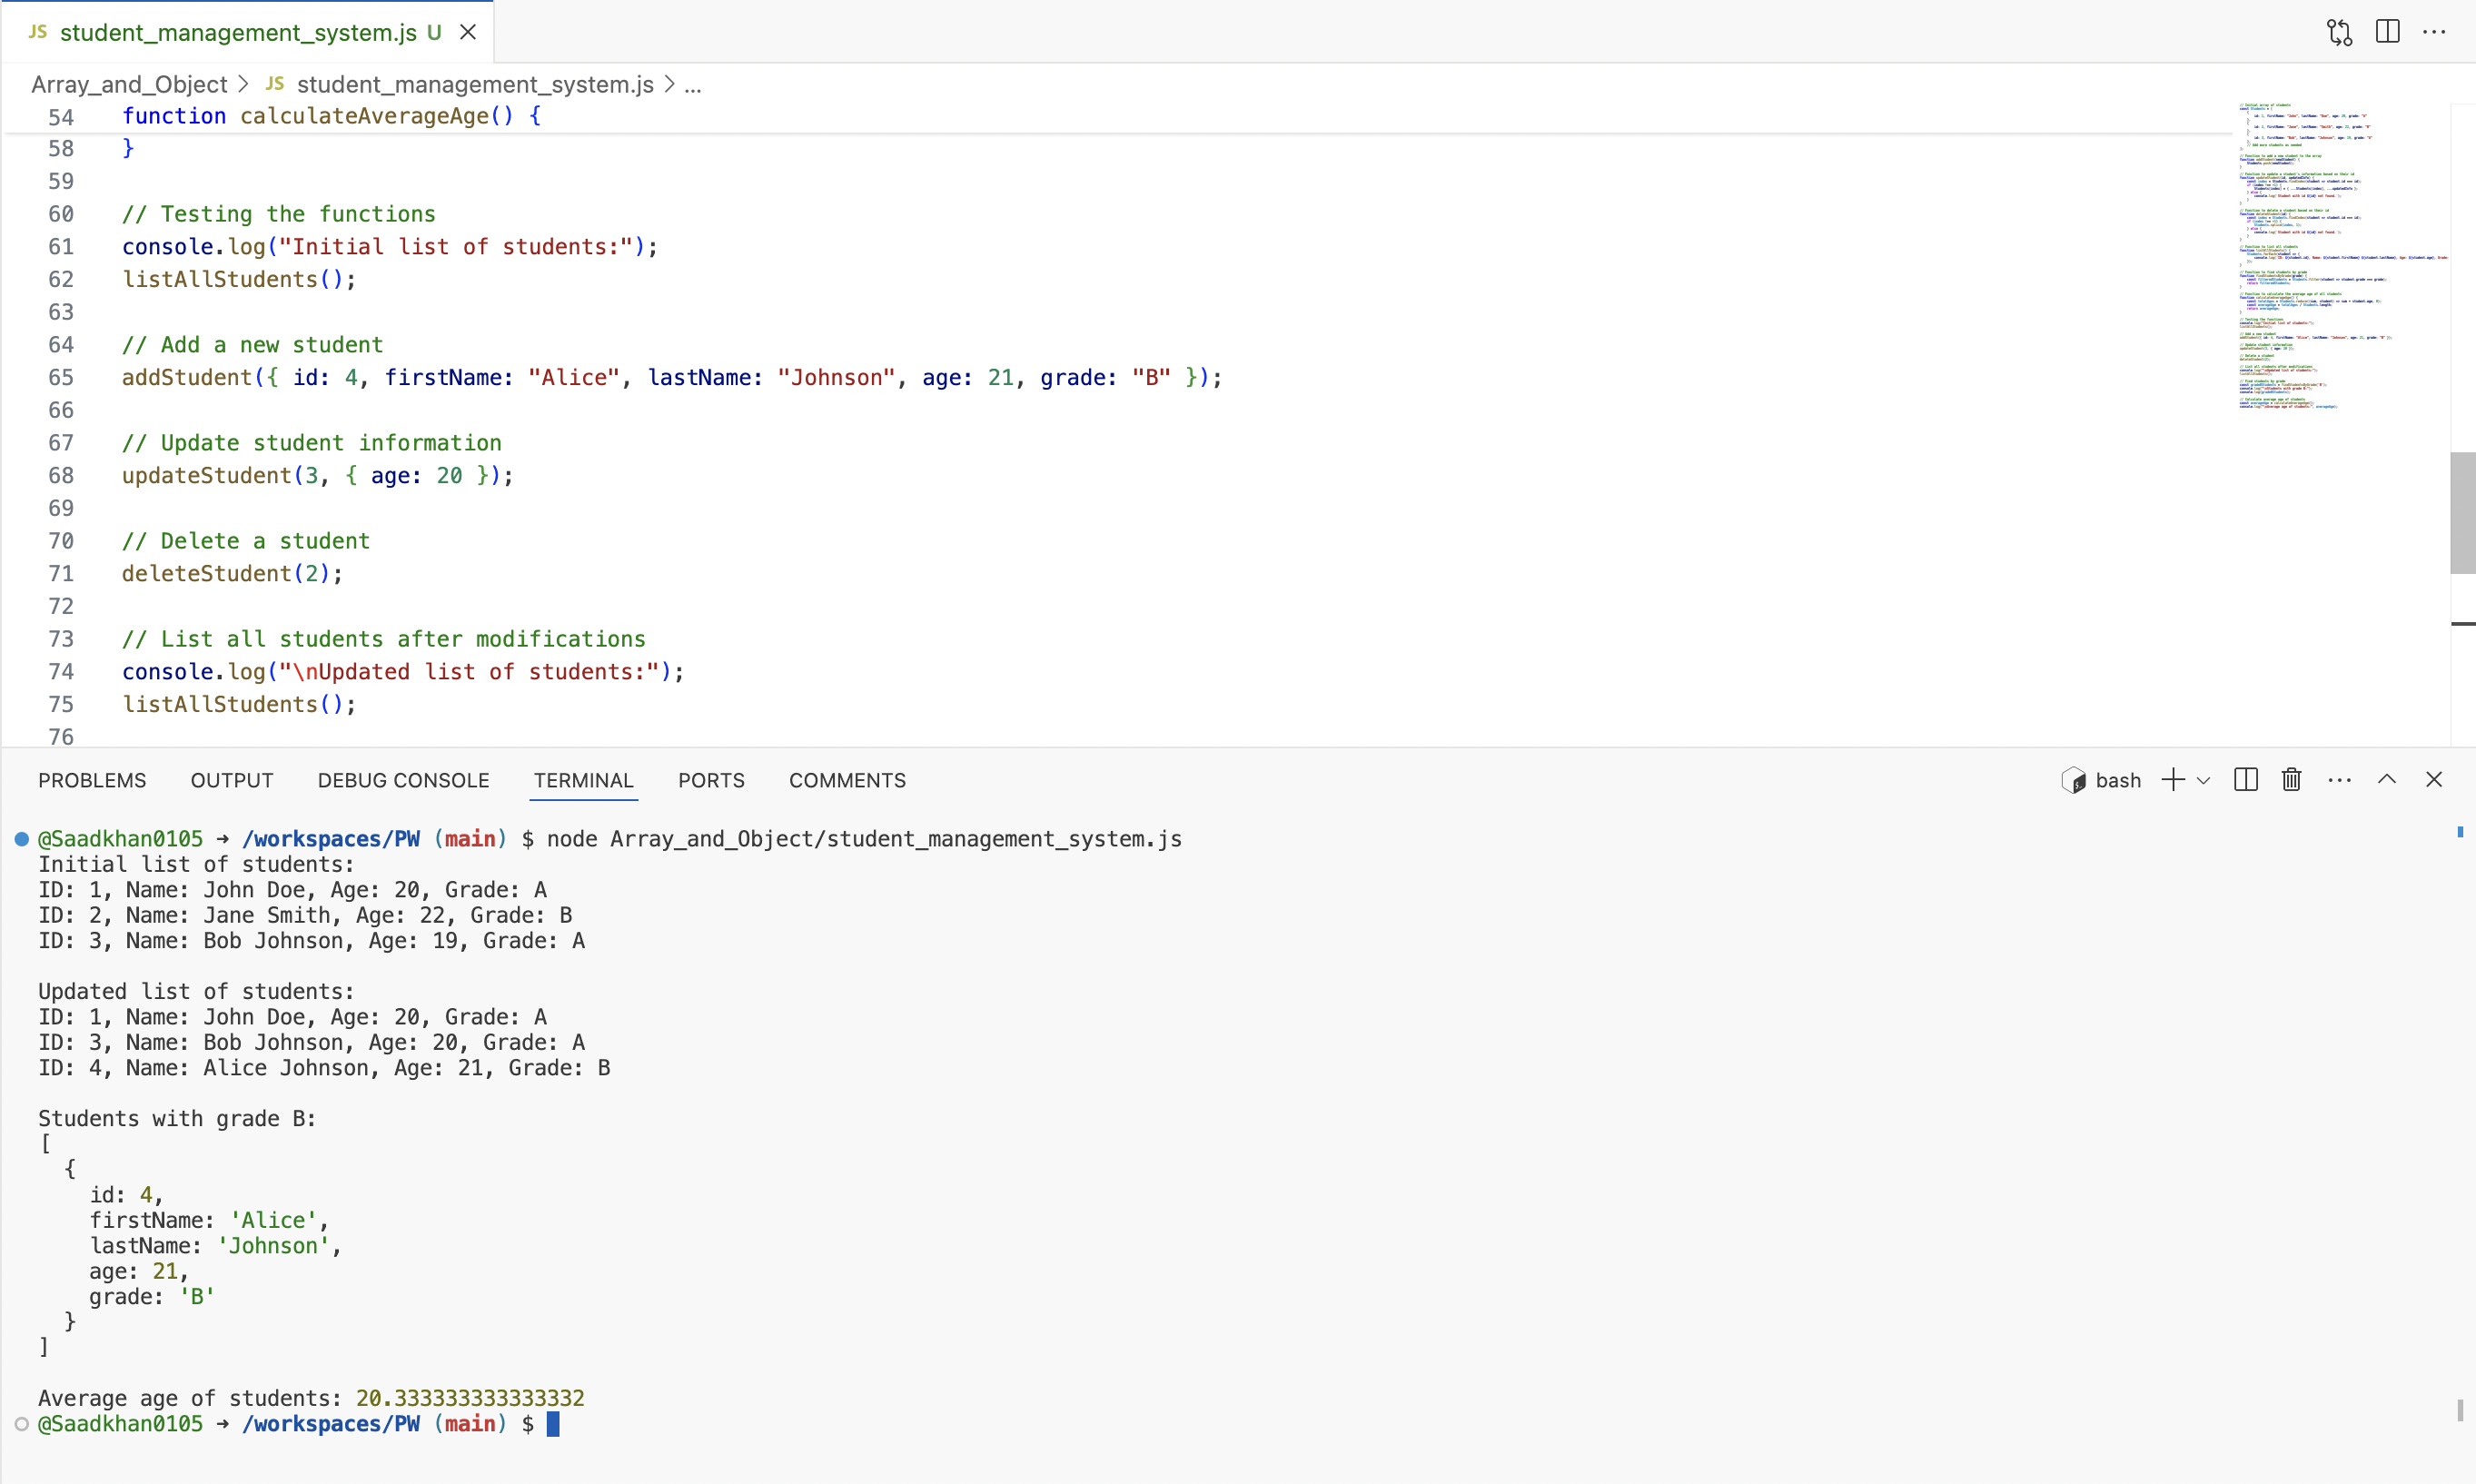 JS student_management_system.js U
Array_and_Object > JS student_management_system.js > ...
54 function calculateAverageAge() {
58 }
59
60 // Testing the functions
61 console.log("Initial list of students:");
62 listAllStudents();
63
64 // Add a new student
65 addStudent({ id: 4, firstName: "Alice", lastName: "Johnson", age: 21, grade: "B" });
66
67 // Update student information
68 updateStudent(3, { age: 20 });
69
70 // Delete a student
71 deleteStudent(2);
72
73 // List all students after modifications
74 console.log("\nUpdated list of students:");
75 listAllStudents();
76
PROBLEMS OUTPUT DEBUG CONSOLE TERMINAL PORTS COMMENTS bash
@Saadkhan0105 → /workspaces/PW (main) $ node Array_and_Object/student_management_system.js
Initial list of students:
ID: 1, Name: John Doe, Age: 20, Grade: A
ID: 2, Name: Jane Smith, Age: 22, Grade: B
ID: 3, Name: Bob Johnson, Age: 19, Grade: A
Updated list of students:
ID: 1, Name: John Doe, Age: 20, Grade: A
ID: 3, Name: Bob Johnson, Age: 20, Grade: A
ID: 4, Name: Alice Johnson, Age: 21, Grade: B
Students with grade B:
[
  {
    id: 4,
    firstName: 'Alice',
    lastName: 'Johnson',
    age: 21,
    grade: 'B'
  }
]
Average age of students: 20.333333333333332
@Saadkhan0105 → /workspaces/PW (main) $